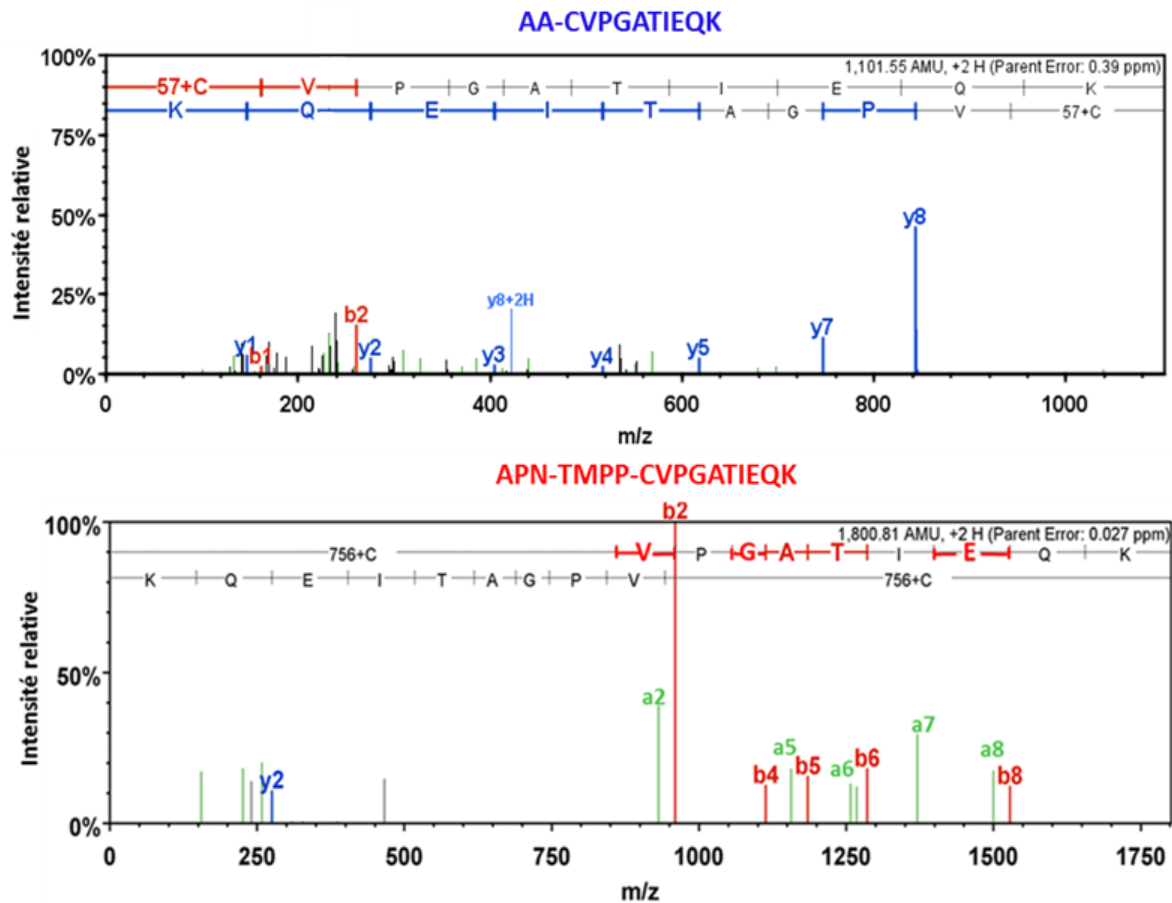 AA-CVPGATIEQK
100%
1,101.55 AMU, +2 H (Parent Error: 0.39 ppm)
57+C V P G A T I E Q K
K Q E I T A G P V 57+C
75%
50%
25%
0%
Intensité relative
y1
b1
b2
y2
y3
y8+2H
y4
y5
y7
y8
0 200 400 600 800 1000
m/z
APN-TMPP-CVPGATIEQK
b2
100%
1,800.81 AMU, +2 H (Parent Error: 0.027 ppm)
756+C V P G A T I E Q K
K Q E I T A G P V 756+C
50%
0%
Intensité relative
y2
a2
b4
a5
b5
a6
b6
a7
a8
b8
0 250 500 750 1000 1250 1500 1750
m/z